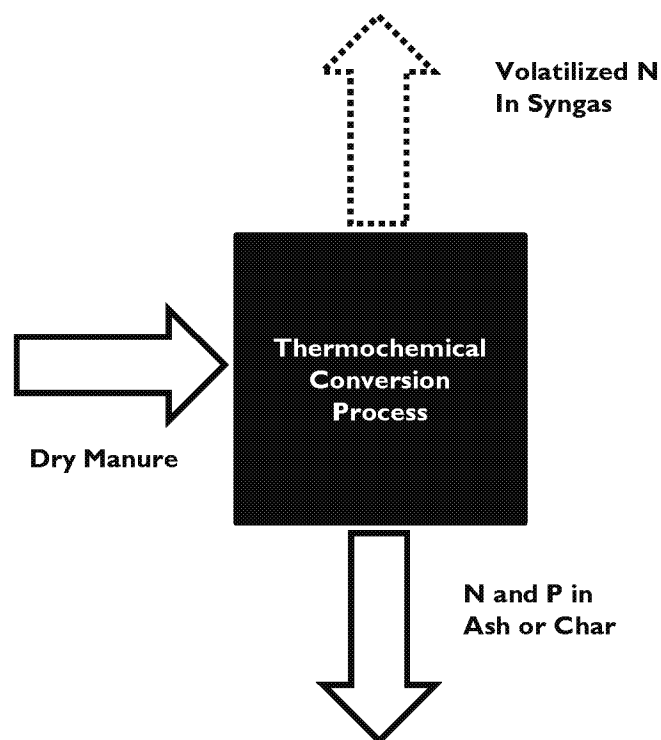 Volatilized N
In Syngas
Thermochemical
Conversion
Process
Dry Manure
N and P in
Ash or Char